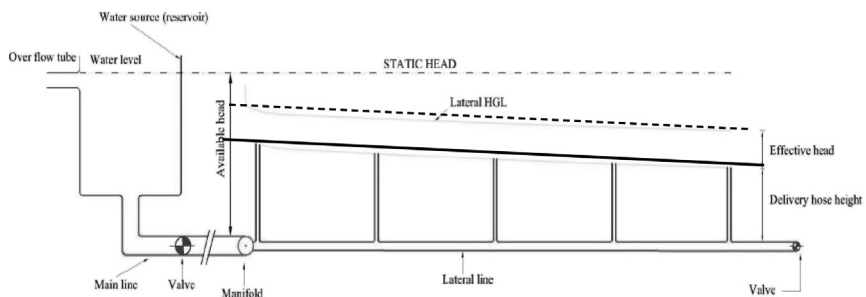 Water source (reservoir)
Over flow tube
Water level
STATIC HEAD
Available head
Lateral HGL
Effective head
Delivery hose height
Main line
Valve
Manifold
Lateral line
Valve